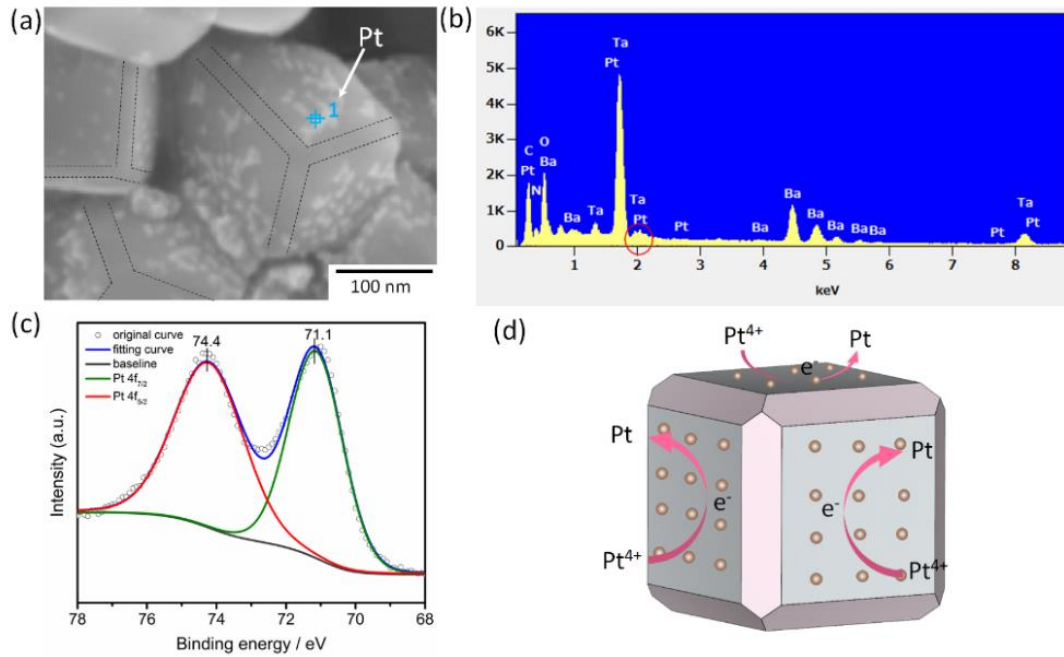 (a)
Pt
1
100 nm
(b)
6K
5K
4K
3K
2K
1K
0
C
Pt
N
O
Ba
Ba
Ta
Ta
Pt
Ta
Pt
Pt
Ba
Ba
Ba
Ba
Ba
Ba
Pt
Ta
Pt
1 2 3 4 5 6 7 8
keV
(c)
original curve
fitting curve
baseline
Pt 4f7/2
Pt 4f5/2
74.4
71.1
Intensity (a.u.)
78 76 74 72 70 68
Binding energy / eV
(d)
Pt4+
e-
Pt
Pt
e-
Pt4+
Pt
e-
Pt4+